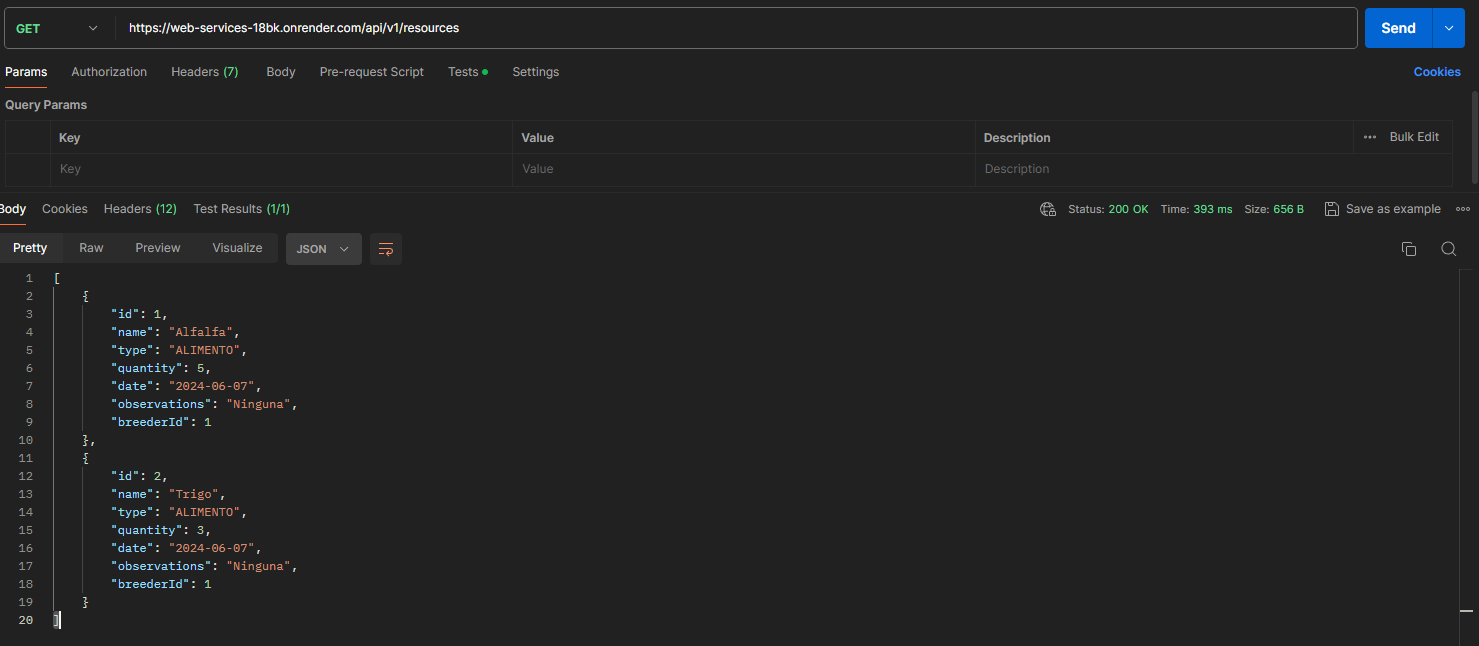 GET https://web-services-18bk.onrender.com/api/v1/resources Send
Params Authorization Headers (7) Body Pre-request Script Tests Settings Cookies
Query Params
Key Value Description ••• Bulk Edit
Key Value Description
Body Cookies Headers (12) Test Results (1/1) Status: 200 OK Time: 393 ms Size: 656 B Save as example
Pretty Raw Preview Visualize JSON
1 [
2 {
3 "id": 1,
4 "name": "Alfalfa",
5 "type": "ALIMENTO",
6 "quantity": 5,
7 "date": "2024-06-07",
8 "observations": "Ninguna",
9 "breederId": 1
10 },
11 {
12 "id": 2,
13 "name": "Trigo",
14 "type": "ALIMENTO",
15 "quantity": 3,
16 "date": "2024-06-07",
17 "observations": "Ninguna",
18 "breederId": 1
19 }
20 ]